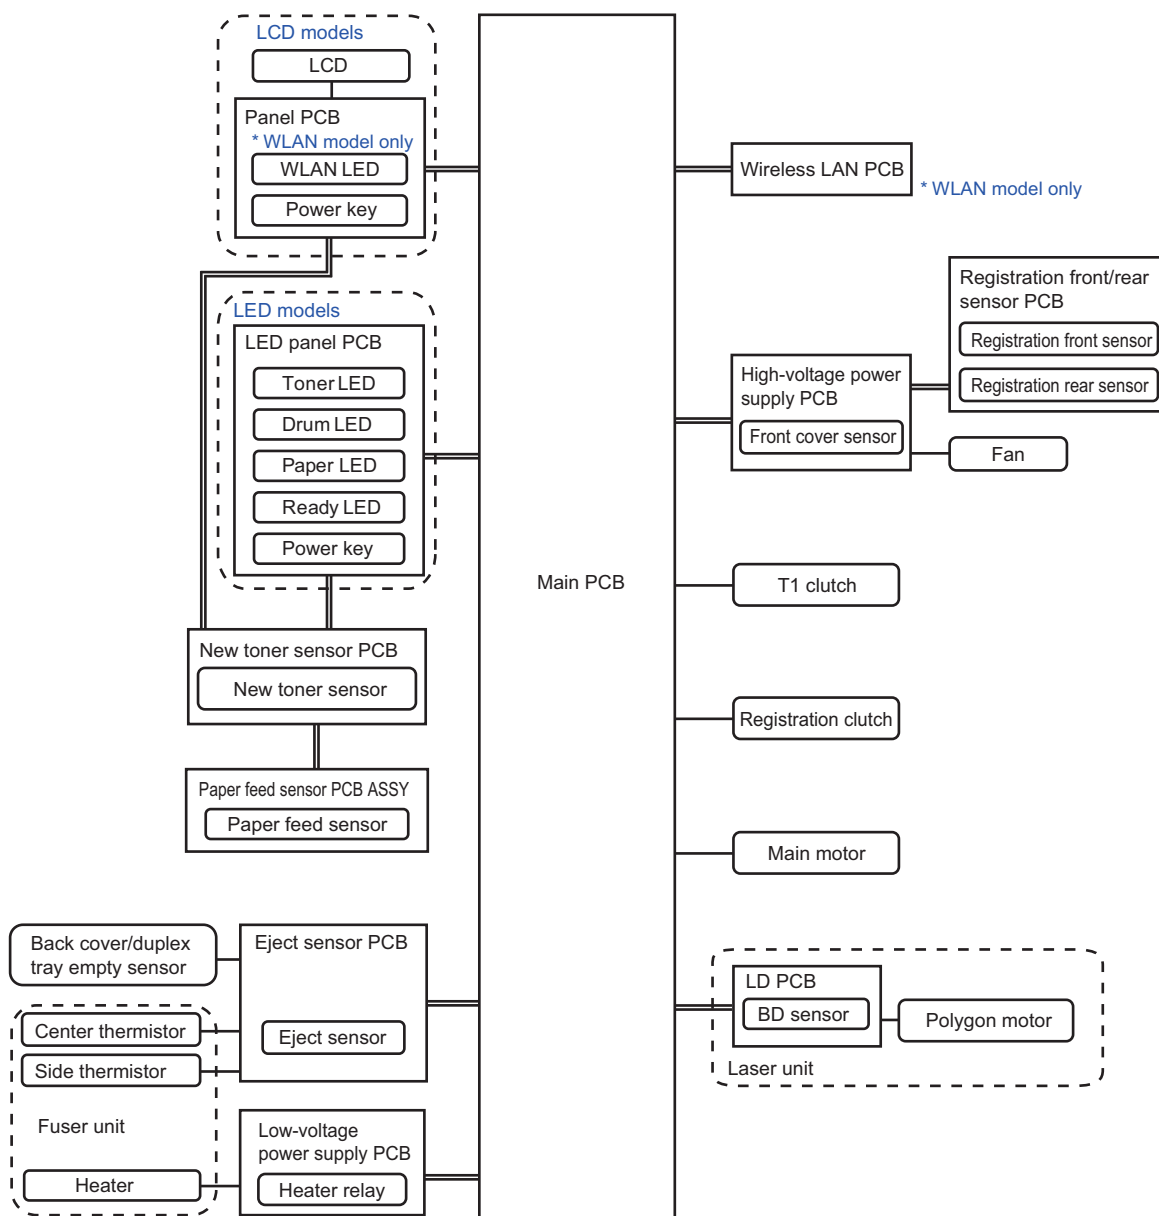 LCD models
LCD
Panel PCB
* WLAN model only
WLAN LED
Power key
LED models
LED panel PCB
Toner LED
Drum LED
Paper LED
Ready LED
Power key
New toner sensor PCB
New toner sensor
Paper feed sensor PCB ASSY
Paper feed sensor
Back cover/duplex
tray empty sensor
Eject sensor PCB
Eject sensor
Center thermistor
Side thermistor
Fuser unit
Heater
Low-voltage
power supply PCB
Heater relay
Main PCB
Wireless LAN PCB
* WLAN model only
Registration front/rear
sensor PCB
Registration front sensor
Registration rear sensor
High-voltage power
supply PCB
Front cover sensor
Fan
T1 clutch
Registration clutch
Main motor
LD PCB
BD sensor
Polygon motor
Laser unit